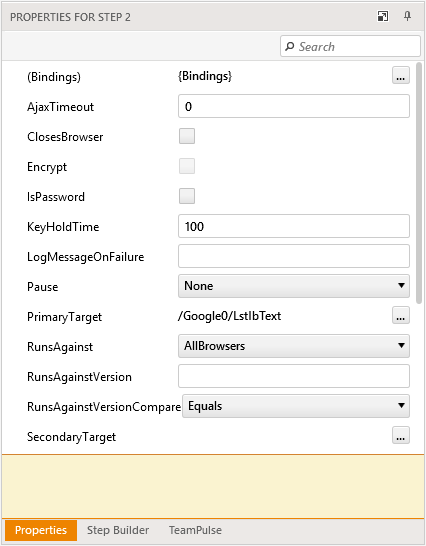 PROPERTIES FOR STEP 2
Search
(Bindings) {Bindings} ...
AjaxTimeout 0
ClosesBrowser
Encrypt
IsPassword
KeyHoldTime 100
LogMessageOnFailure
Pause None
PrimaryTarget /Google0/LstIbText ...
RunsAgainst AllBrowsers
RunsAgainstVersion
RunsAgainstVersionCompare Equals
SecondaryTarget ...
Properties Step Builder TeamPulse